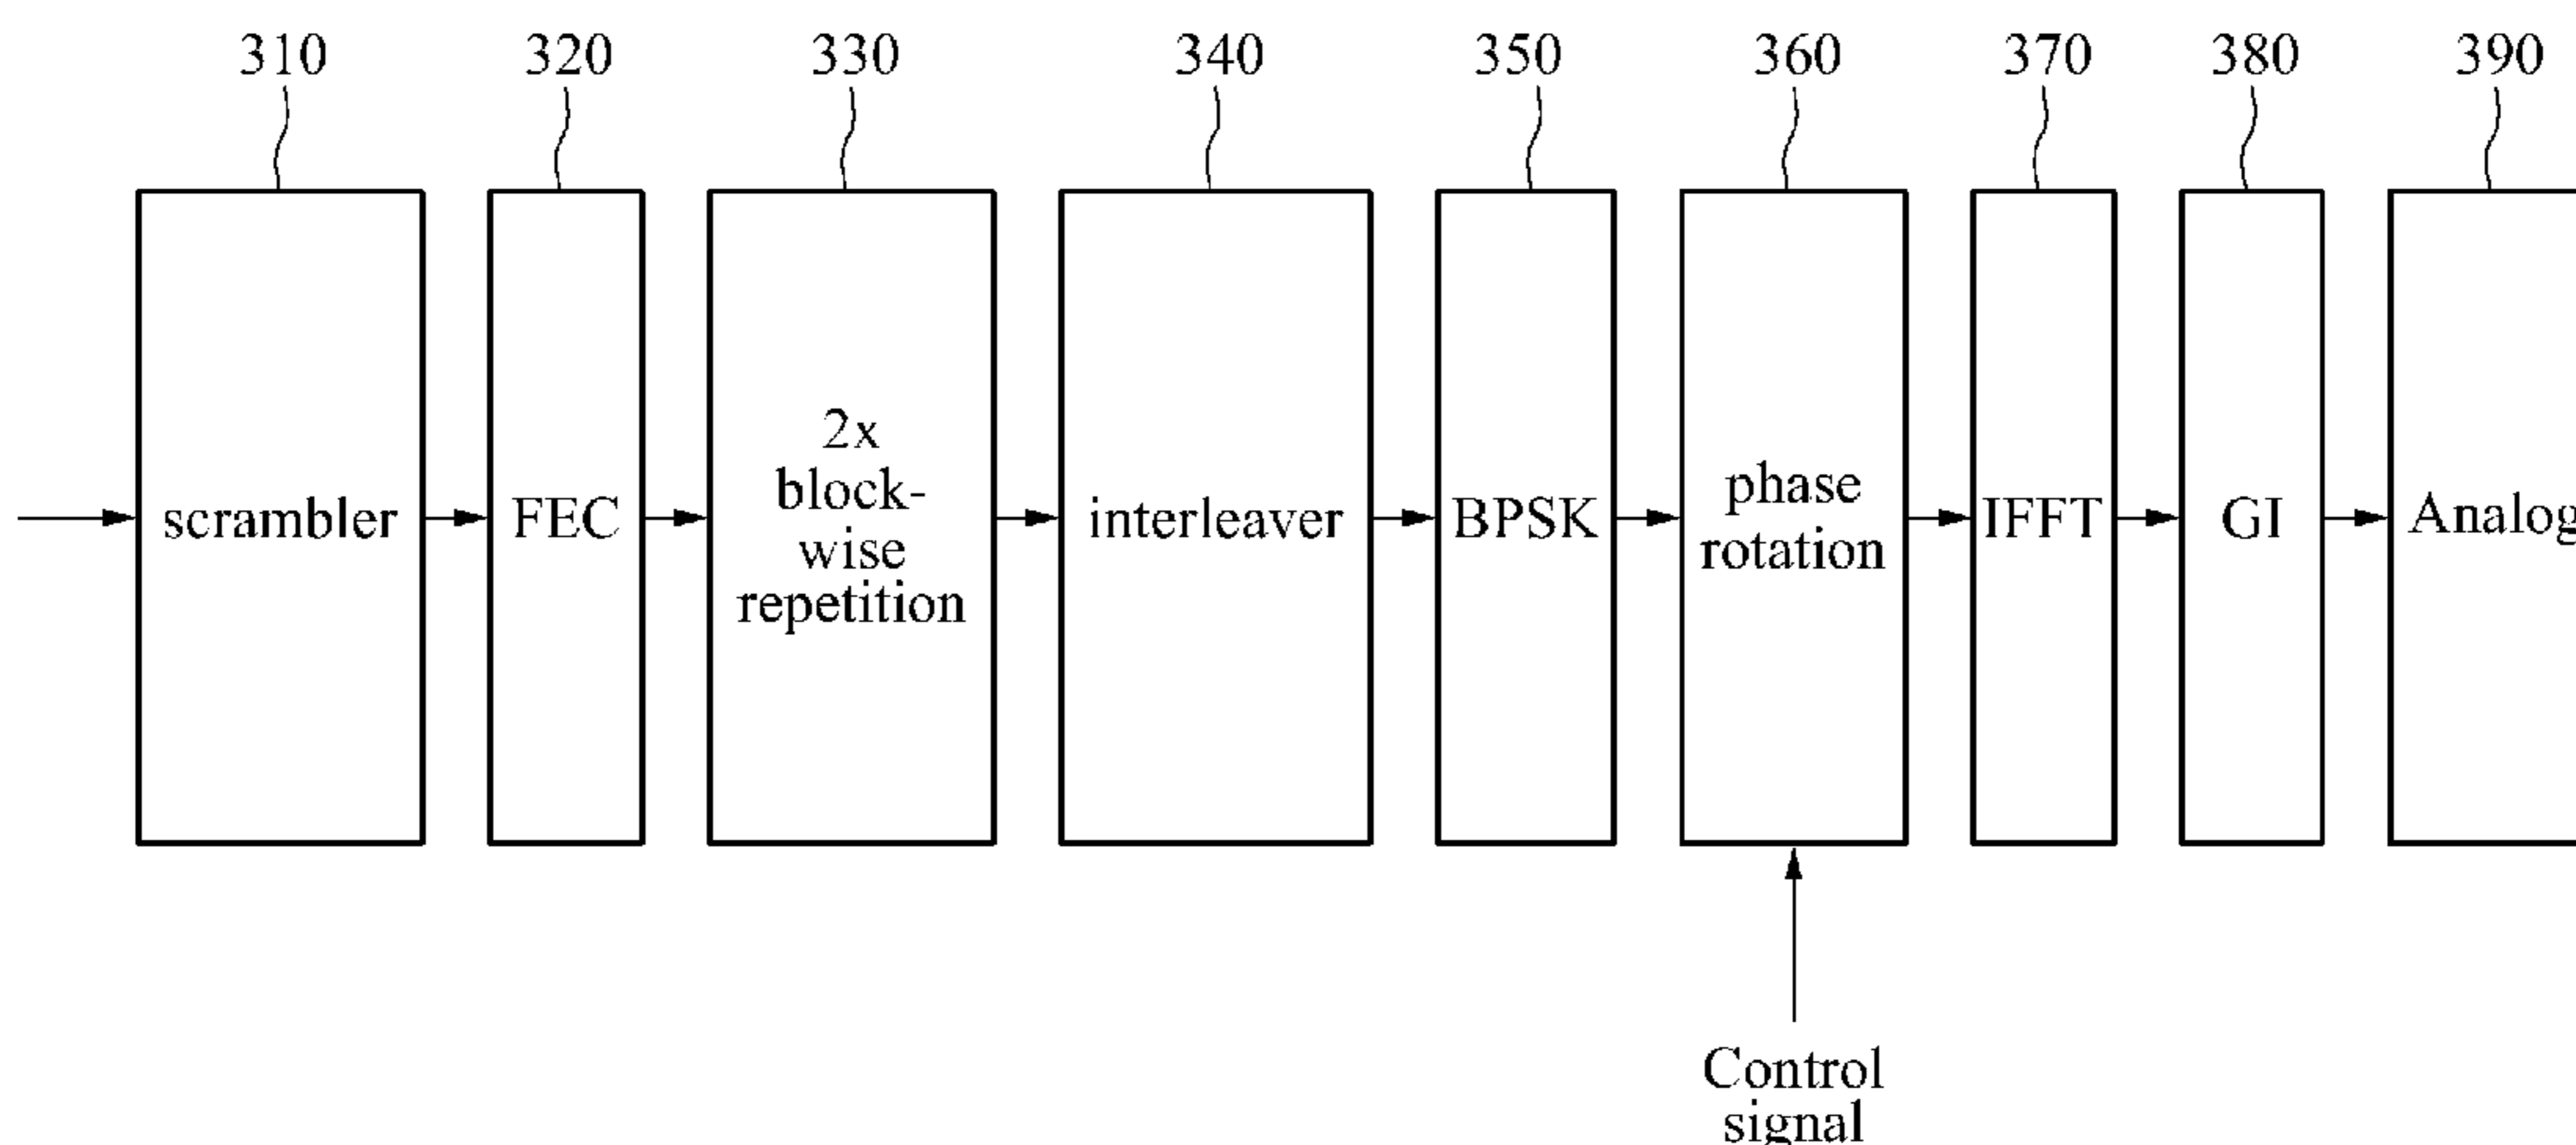 310
320
330
340
350
360
370
380
390
scrambler
FEC
2x
block-
wise
repetition
interleaver
BPSK
phase
rotation
IFFT
GI
Analog
Control
signal